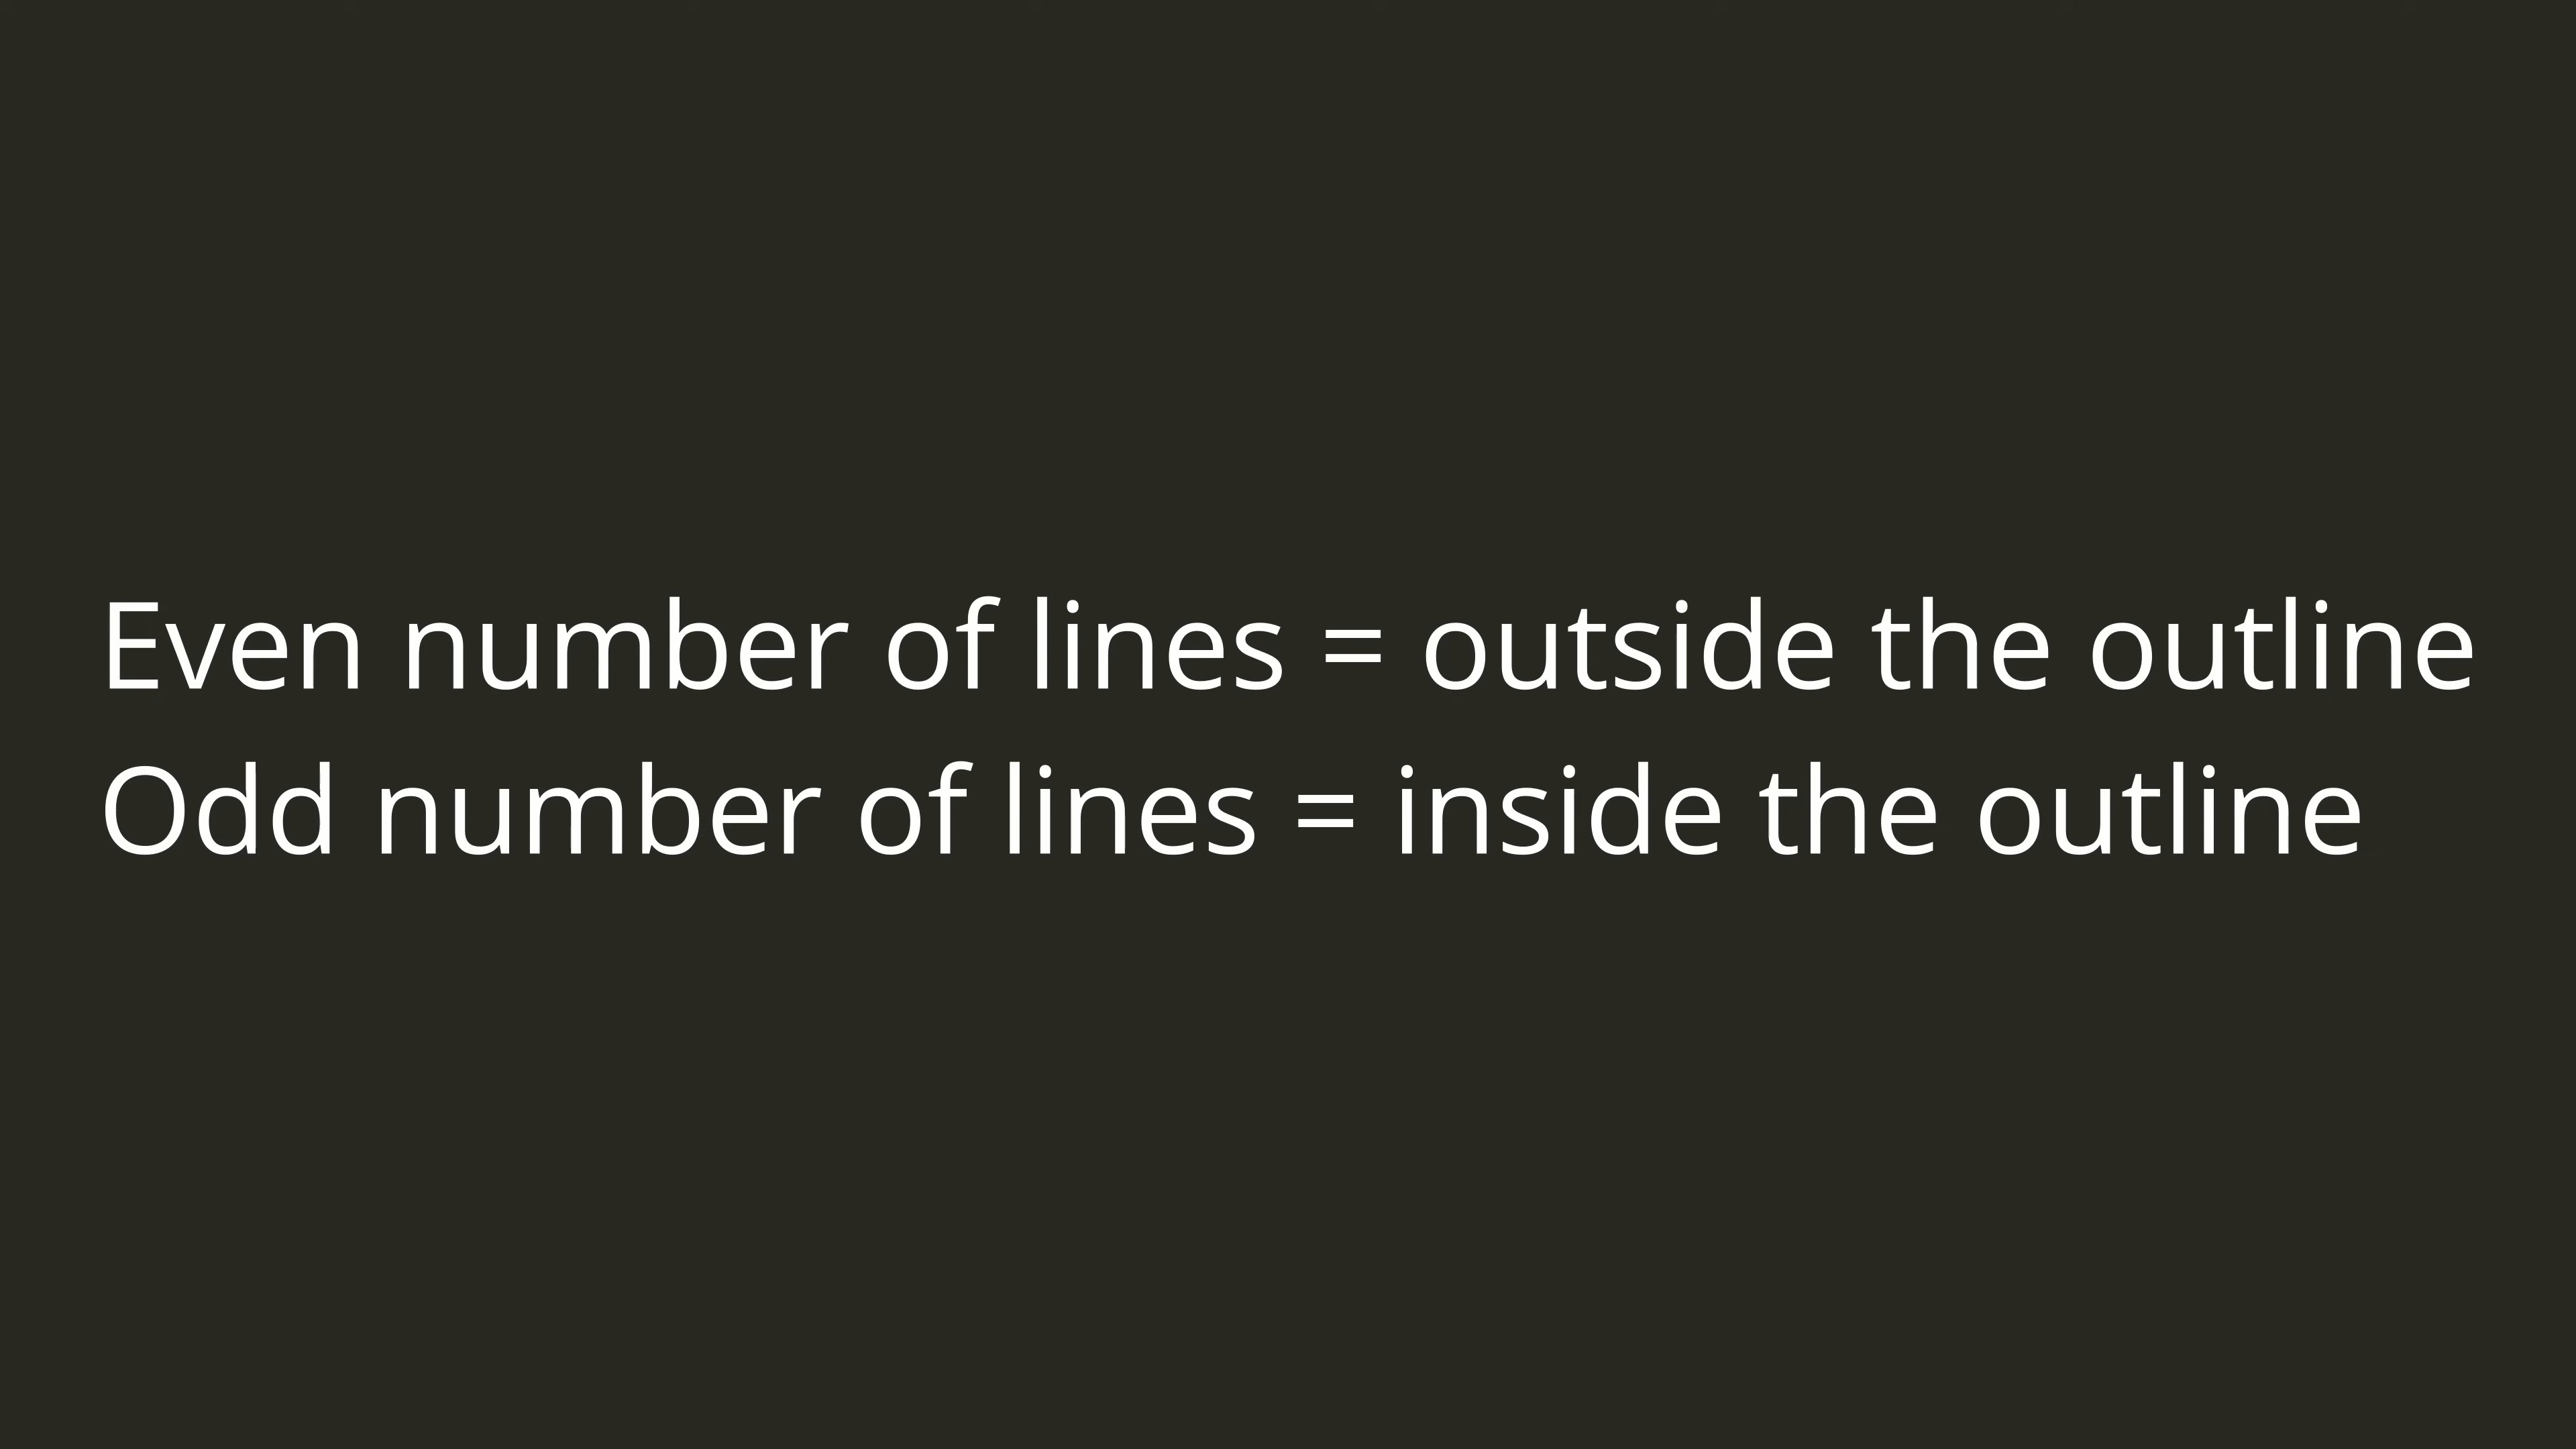 Even number of lines = outside the outline
Odd number of lines = inside the outline